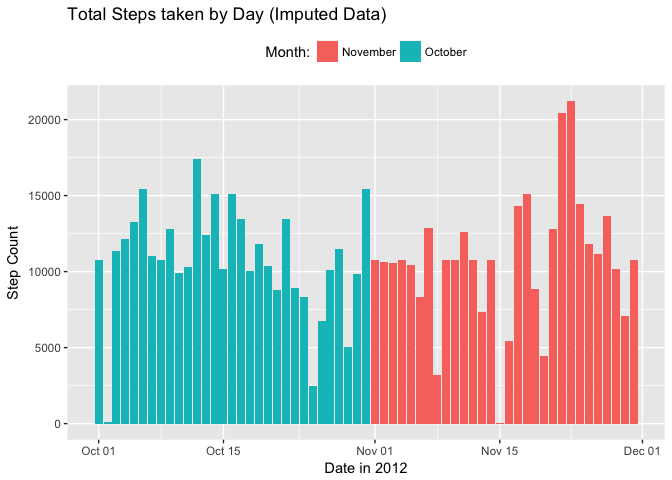 Total Steps taken by Day (Imputed Data)
Month: November October
20000
15000
10000
5000
0
Step Count
Oct 01 Oct 15 Nov 01 Nov 15 Dec 01
Date in 2012